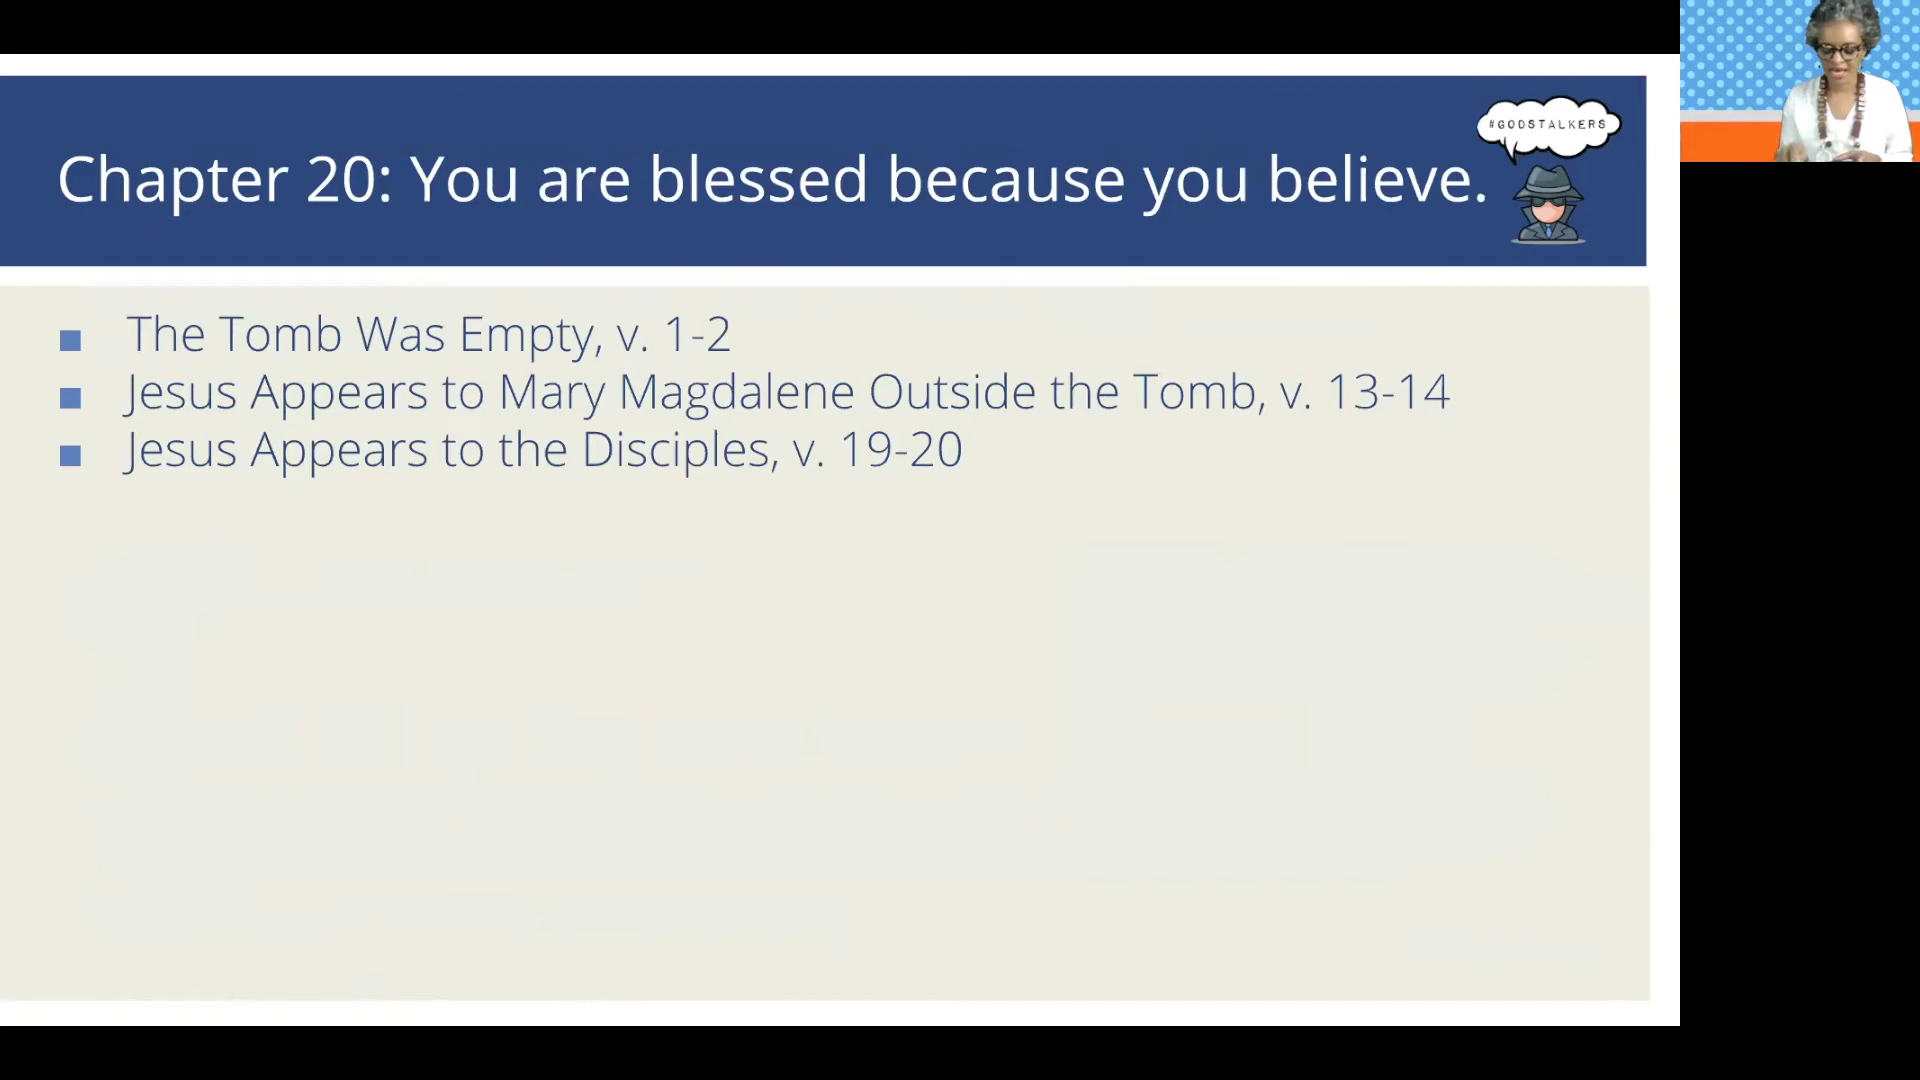 #GODSTALKERS
Chapter 20: You are blessed because you believe.
■ The Tomb Was Empty, v. 1-2
■ Jesus Appears to Mary Magdalene Outside the Tomb, v. 13-14
■ Jesus Appears to the Disciples, v. 19-20